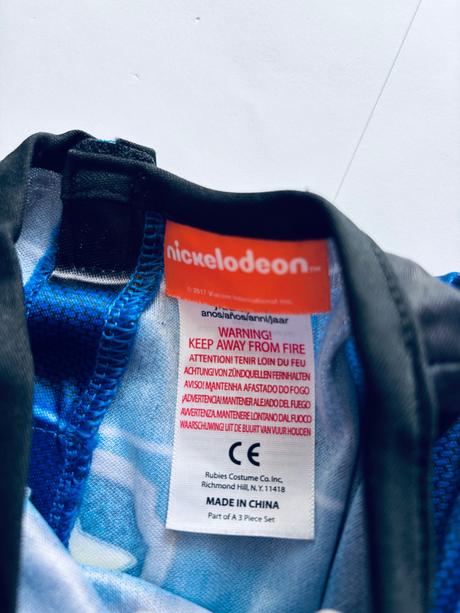 nickelodeon™
© 2017 Viacom International Inc.
anos/años/anni/jaar
WARNING!
KEEP AWAY FROM FIRE
ATTENTION! TENIR LOIN DU FEU
ACHTUNG! VON ZÜNDQUELLEN FERNHALTEN
AVISO! MANTENHA AFASTADO DO FOGO
¡ADVERTENCIA! MANTENER ALEJADO DEL FUEGO
AVVERTENZA: MANTENERE LONTANO DAL FUOCO
WAARSCHUWING! UIT DE BUURT VAN VUUR HOUDEN
CE
Rubies Costume Co. Inc,
Richmond Hill, N.Y. 11418
MADE IN CHINA
Part of A 3 Piece Set